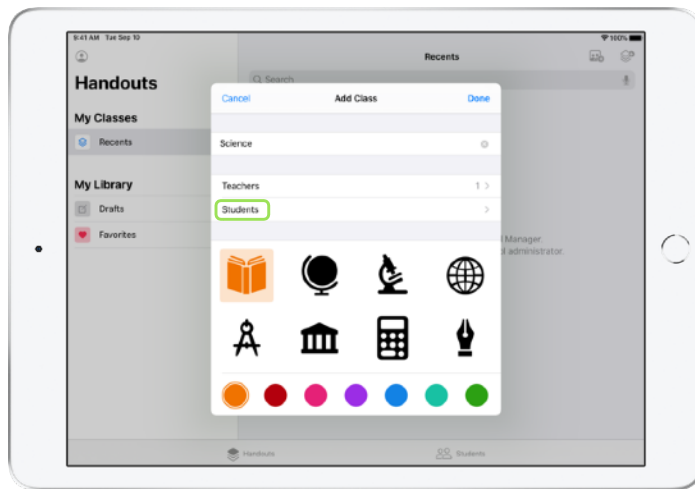 9:41 AM Tue Sep 10
100%
Recents
Handouts
Search
Cancel
Add Class
Done
My Classes
Recents
Science
My Library
Teachers
1
Drafts
Students
Favorites
Manager.
administrator.
Handouts
Students